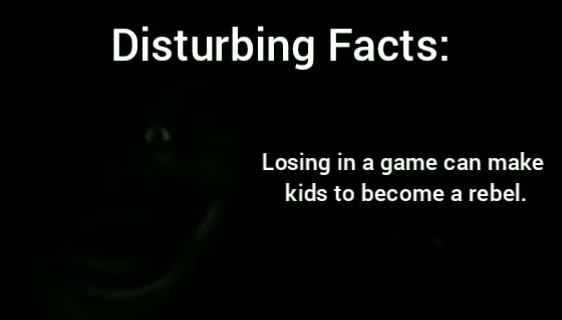 Disturbing Facts:
Losing in a game can make
kids to become a rebel.